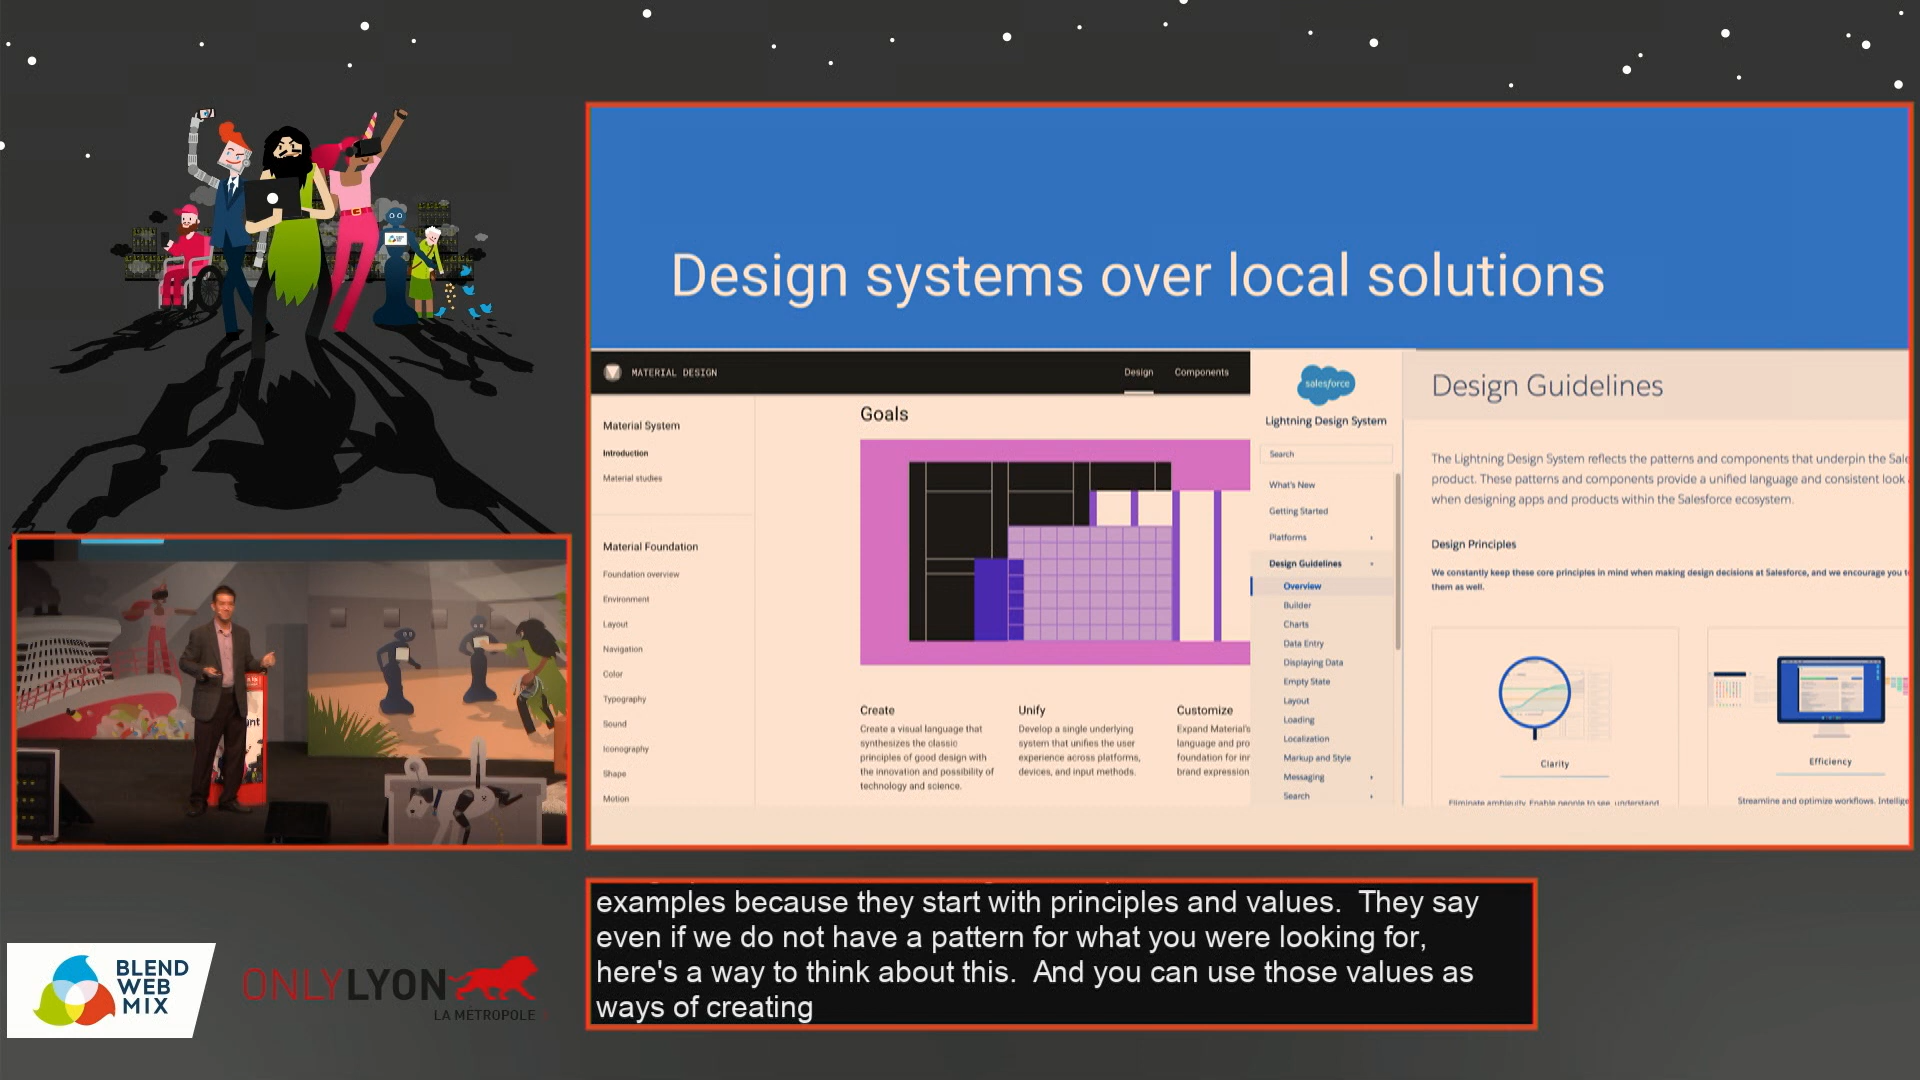 Design systems over local solutions
MATERIAL DESIGN
Design
Components
Material System
Introduction
Material studies
Material Foundation
Foundation overview
Environment
Layout
Navigation
Color
Typography
Sound
Iconography
Shape
Motion
Goals
Create
Create a visual language that
synthesizes the classic
principles of good design with
the innovation and possibility of
technology and science.
Unify
Develop a single underlying
system that unifies the user
experience across platforms,
devices, and input methods.
Customize
Expand Material's
language and pro
foundation for inn
brand expression
salesforce
Lightning Design System
Search
What's New
Getting Started
Platforms
Design Guidelines
Overview
Builder
Charts
Data Entry
Displaying Data
Empty State
Layout
Loading
Localization
Markup and Style
Messaging
Search
Design Guidelines
The Lightning Design System reflects the patterns and components that underpin the Sale
product. These patterns and components provide a unified language and consistent look
when designing apps and products within the Salesforce ecosystem.
Design Principles
We constantly keep these core principles in mind when making design decisions at Salesforce, and we encourage you t
them as well.
Clarity
Eliminate ambiguity. Enable people to see, understand
Efficiency
Streamline and optimize workflows. Intellige
examples because they start with principles and values. They say
even if we do not have a pattern for what you were looking for,
here's a way to think about this. And you can use those values as
ways of creating
BLEND
WEB
MIX
ONLYLYON
LA MÉTROPOLE